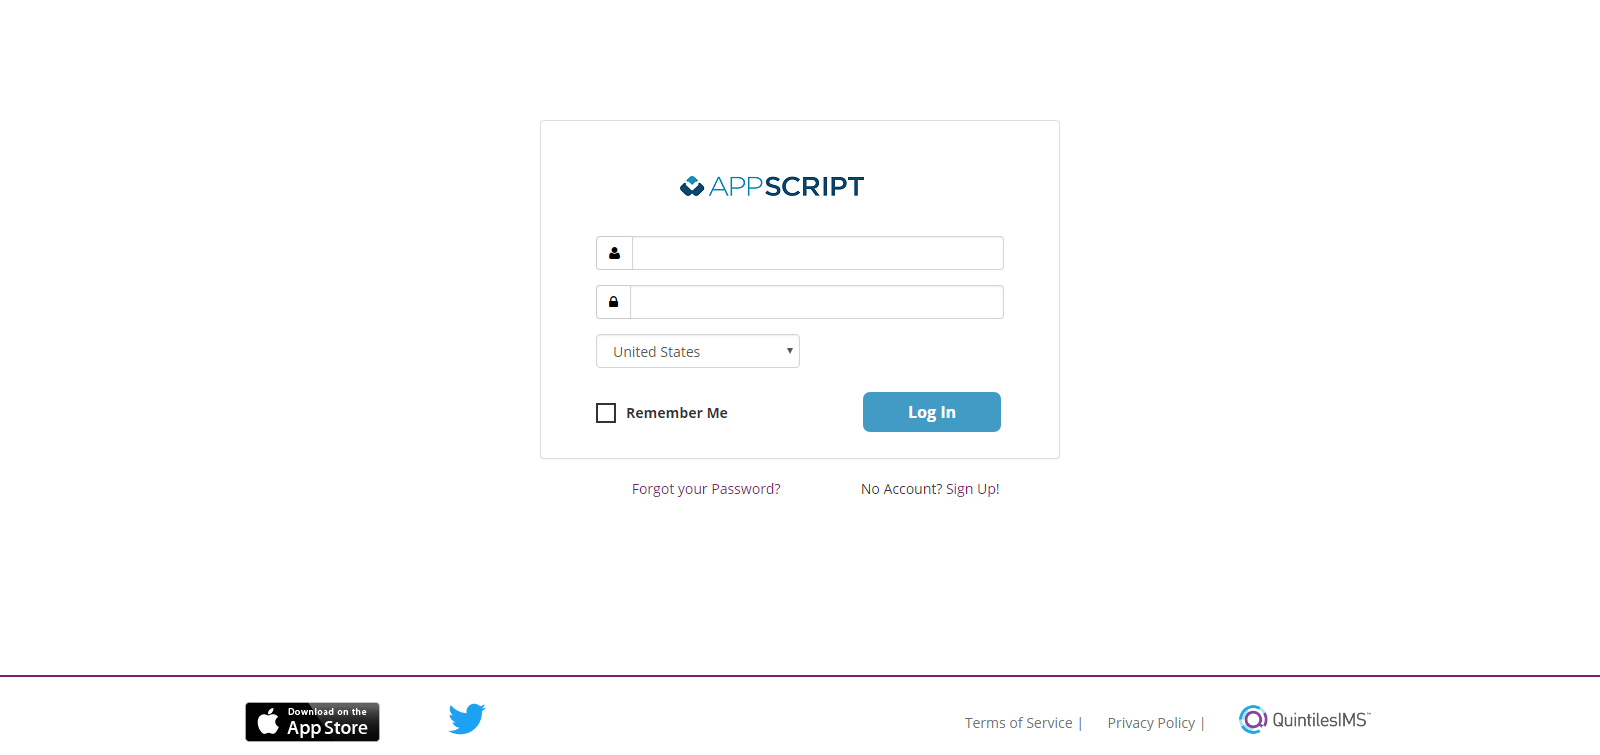 APPSCRIPT
United States
Remember Me
Log In
Forgot your Password?
No Account? Sign Up!
Download on the
App Store
Terms of Service |
Privacy Policy |
QuintilesIMS™